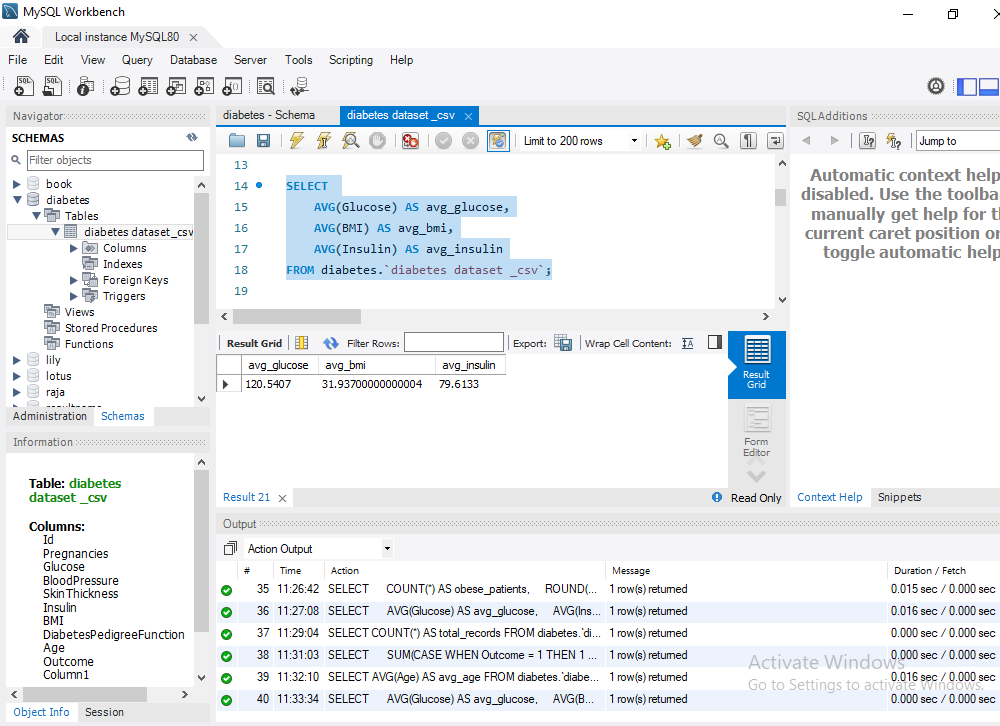 MySQL Workbench
Local instance MySQL80
File Edit View Query Database Server Tools Scripting Help
Navigator
SCHEMAS
Filter objects
book
diabetes
Tables
diabetes dataset_csv
Columns
Indexes
Foreign Keys
Triggers
Views
Stored Procedures
Functions
lily
lotus
raja
Administration Schemas
Information
Table: diabetes
dataset _csv
Columns:
Id
Pregnancies
Glucose
BloodPressure
SkinThickness
Insulin
BMI
DiabetesPedigreeFunction
Age
Outcome
Column1
Object Info Session
diabetes - Schema diabetes dataset _csv
Limit to 200 rows
13
14 SELECT
15 AVG(Glucose) AS avg_glucose,
16 AVG(BMI) AS avg_bmi,
17 AVG(Insulin) AS avg_insulin
18 FROM diabetes.`diabetes dataset _csv`;
19
Result Grid Filter Rows: Export: Wrap Cell Content:
avg_glucose avg_bmi avg_insulin
120.5407 31.93700000000004 79.6133
Result
Grid
Form
Editor
Result 21 Read Only
SQLAdditions
Jump to
Automatic context help
disabled. Use the toolba
manually get help for th
current caret position or
toggle automatic help
Context Help Snippets
Output
Action Output
# Time Action Message Duration / Fetch
35 11:26:42 SELECT COUNT(*) AS obese_patients, ROUND(... 1 row(s) returned 0.015 sec / 0.000 sec
36 11:27:08 SELECT AVG(Glucose) AS avg_glucose, AVG(Ins... 1 row(s) returned 0.016 sec / 0.000 sec
37 11:29:04 SELECT COUNT(*) AS total_records FROM diabetes.`di... 1 row(s) returned 0.000 sec / 0.000 sec
38 11:31:03 SELECT SUM(CASE WHEN Outcome = 1 THEN 1 ... 1 row(s) returned 0.000 sec / 0.000 sec
39 11:32:10 SELECT AVG(Age) AS avg_age FROM diabetes.`diabe... 1 row(s) returned 0.016 sec / 0.000 sec
40 11:33:34 SELECT AVG(Glucose) AS avg_glucose, AVG(B... 1 row(s) returned 0.000 sec / 0.000 sec
Activate Windows
Go to Settings to activate Windows.